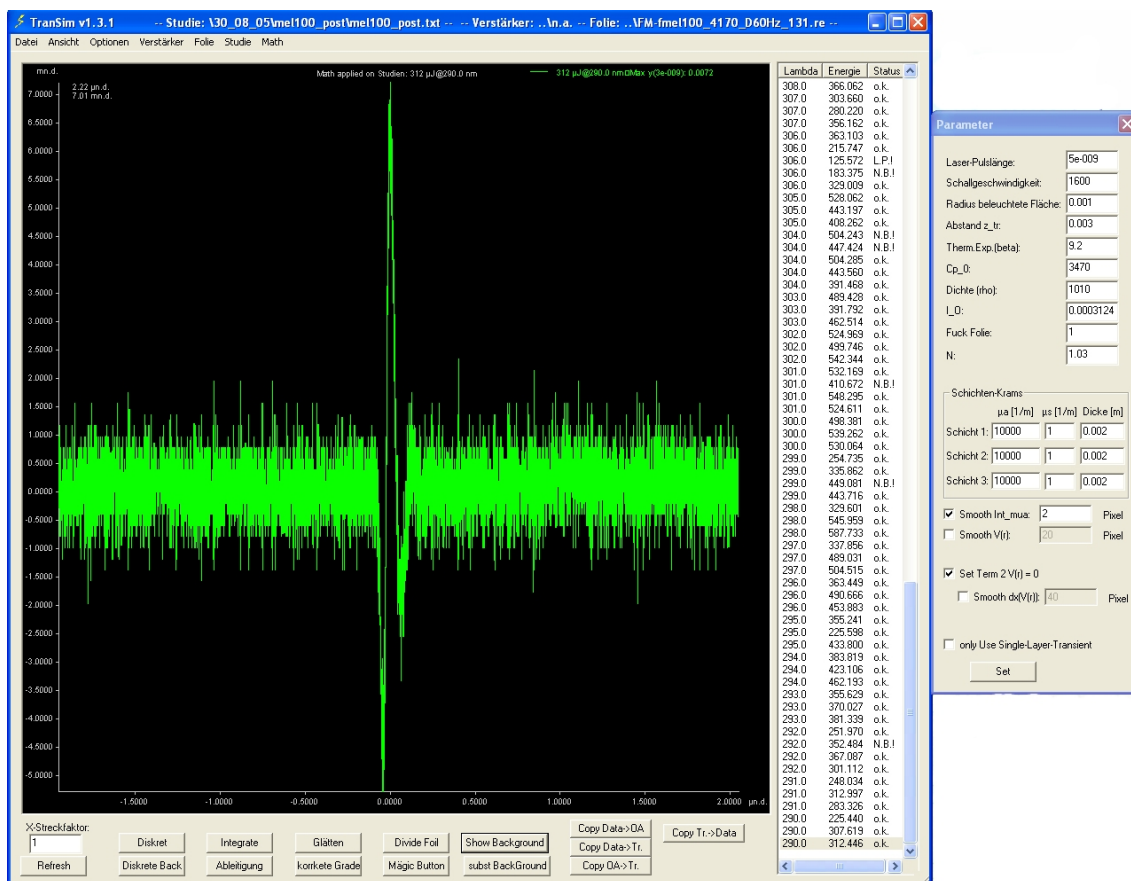 TranSim v1.3.1 -- Studie: \30_08_05\mel100_post\mel100_post.txt -- Verstärker: ..\n.a. -- Folie: ..\FM-fmel100_4170_D60Hz_131.re --
Datei Ansicht Optionen Verstärker Folie Studie Math
mn.d.
Math applied on Studien: 312 µJ@290.0 nm
312 µJ@290.0 nm▯Max y(3e-009): 0.0072
2.22 µn.d.
7.01 mn.d.
7.0000
6.5000
6.0000
5.5000
5.0000
4.5000
4.0000
3.5000
3.0000
2.5000
2.0000
1.5000
1.0000
0.5000
0.0000
-0.5000
-1.0000
-1.5000
-2.0000
-2.5000
-3.0000
-3.5000
-4.0000
-4.5000
-5.0000
-1.5000 -1.0000 -0.5000 0.0000 0.5000 1.0000 1.5000 2.0000 µn.d.
Lambda Energie Status
308.0 366.062 o.k.
307.0 303.660 o.k.
307.0 280.220 o.k.
307.0 356.162 o.k.
306.0 363.103 o.k.
306.0 215.747 o.k.
306.0 125.572 L.P.!
306.0 183.375 N.B.!
306.0 329.009 o.k.
305.0 528.062 o.k.
305.0 443.197 o.k.
305.0 408.262 o.k.
304.0 504.243 N.B.!
304.0 447.424 N.B.!
304.0 504.285 o.k.
304.0 443.560 o.k.
304.0 391.468 o.k.
303.0 489.428 o.k.
303.0 391.792 o.k.
303.0 462.514 o.k.
302.0 524.969 o.k.
302.0 499.746 o.k.
302.0 542.344 o.k.
301.0 532.169 o.k.
301.0 410.672 N.B.!
301.0 548.295 o.k.
301.0 524.611 o.k.
300.0 498.381 o.k.
300.0 539.262 o.k.
300.0 530.064 o.k.
299.0 254.735 o.k.
299.0 335.862 o.k.
299.0 449.081 N.B.!
299.0 443.716 o.k.
298.0 329.601 o.k.
298.0 545.959 o.k.
298.0 587.733 o.k.
297.0 337.856 o.k.
297.0 489.031 o.k.
297.0 504.515 o.k.
296.0 363.449 o.k.
296.0 490.666 o.k.
296.0 453.883 o.k.
295.0 355.241 o.k.
295.0 225.598 o.k.
295.0 433.800 o.k.
294.0 383.819 o.k.
294.0 423.106 o.k.
294.0 462.193 o.k.
293.0 355.629 o.k.
293.0 370.027 o.k.
293.0 381.339 o.k.
292.0 251.970 o.k.
292.0 352.484 N.B.!
292.0 367.087 o.k.
292.0 301.112 o.k.
291.0 248.034 o.k.
291.0 312.997 o.k.
291.0 283.326 o.k.
290.0 225.440 o.k.
290.0 307.619 o.k.
290.0 312.446 o.k.
X-Streckfaktor:
1
Refresh
Diskret Integrate Glätten Divide Foil Show Background
Diskrete Back Ableitigung korrkete Grade Mägic Button subst BackGround
Copy Data->OA
Copy Data->Tr.
Copy OA->Tr.
Copy Tr.->Data
Parameter
Laser-Pulslänge: 5e-009
Schallgeschwindigkeit: 1600
Radius beleuchtete Fläche: 0.001
Abstand z_tr: 0.003
Therm.Exp.(beta): 9.2
Cp_0: 3470
Dichte (rho): 1010
I_0: 0.0003124
Fuck Folie: 1
N: 1.03
Schichten-Krams
µa [1/m] µs [1/m] Dicke [m]
Schicht 1: 10000 1 0.002
Schicht 2: 10000 1 0.002
Schicht 3: 10000 1 0.002
Smooth Int_mua: 2 Pixel
Smooth V(r): 20 Pixel
Set Term 2 V(r) = 0
Smooth dx(V(r)): 40 Pixel
only Use Single-Layer-Transient
Set